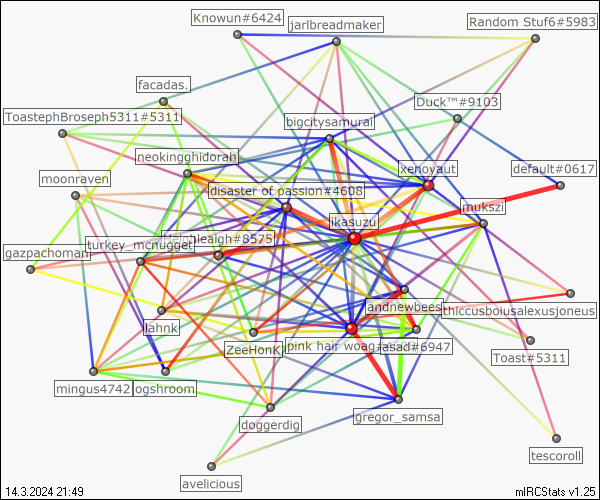 Knowun#6424
jarlbreadmaker
Random Stuf6#5983
facadas.
Duck™#9103
ToastephBroseph5311#5311
bigcitysamurai
neokingghidorah
xenoyaut
default#0617
moonraven
disaster of passion#4608
mukszi
ikasuzu
turkey_mcnugget
#8575
gazpachoman
andnewbees
thiccusboiusalexusjoneus
lahnk
ZeeHonK
pink hair woag
asad#6947
Toast#5311
mingus4742
ogshroom
gregor_samsa
doggerdig
tescoroll
avelicious
14.3.2024 21:49
mIRCStats v1.25